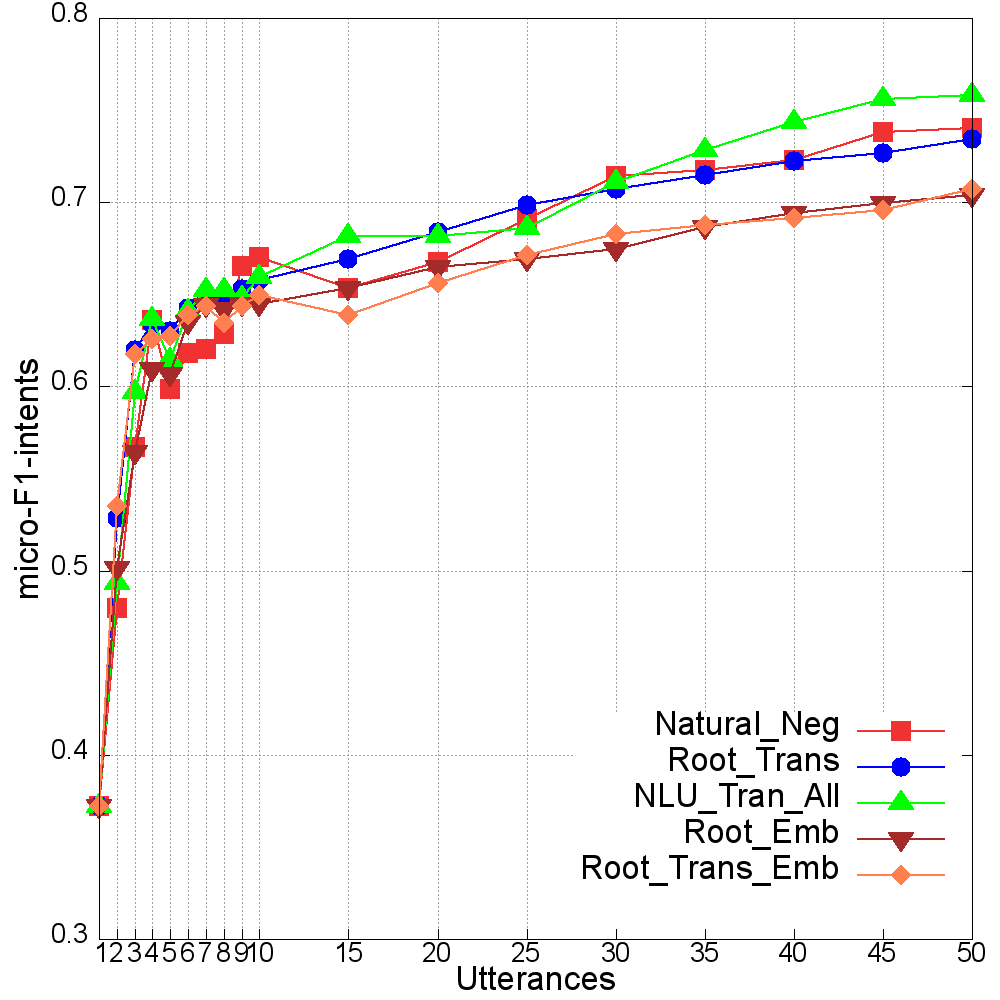 0.8
0.7
0.6
0.5
0.4
0.3
micro-F1-intents
Natural_Neg
Root_Trans
NLU_Tran_All
Root_Emb
Root_Trans_Emb
1 2 3 4 5 6 7 8 9 10 15 20 25 30 35 40 45 50
Utterances